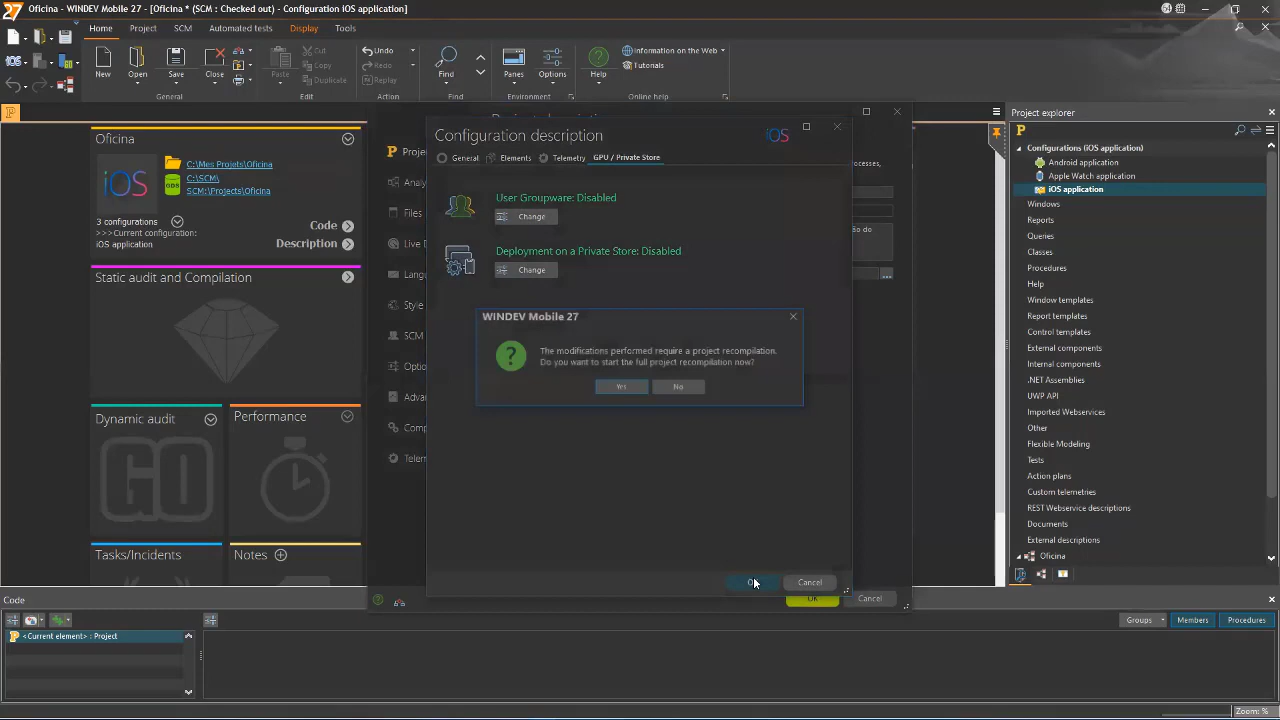 27 Oficina - WINDEV Mobile 27 - [Oficina * (SCM : Checked out) - Configuration iOS application]
Home Project SCM Automated tests Display Tools
New Open Save Close
General
Paste Cut Copy Duplicate
Edit
Undo Redo Replay
Action
Find
Find
Panes Options
Environment
Help Information on the Web Tutorials
Online help
Oficina
iOS
C:\Mes Projets\Oficina
C:\SCM\
SCM:\Projects\Oficina
3 configurations
>>>Current configuration:
iOS application
Code
Description
Static audit and Compilation
Dynamic audit
GO
Performance
Tasks/Incidents
Notes
Configuration description
iOS
General Elements Telemetry GPU / Private Store
User Groupware: Disabled
Change
Deployment on a Private Store: Disabled
Change
WINDEV Mobile 27
The modifications performed require a project recompilation.
Do you want to start the full project recompilation now?
Yes No
Cancel
OK Cancel
Files
SCM
Project explorer
Configurations (iOS application)
Android application
Apple Watch application
iOS application
Windows
Reports
Queries
Classes
Procedures
Help
Window templates
Report templates
Control templates
External components
Internal components
.NET Assemblies
UWP API
Imported Webservices
Other
Flexible Modeling
Tests
Action plans
Custom telemetries
REST Webservice descriptions
Documents
External descriptions
Oficina
Code
<Current element> : Project
Groups Members Procedures
Zoom: %